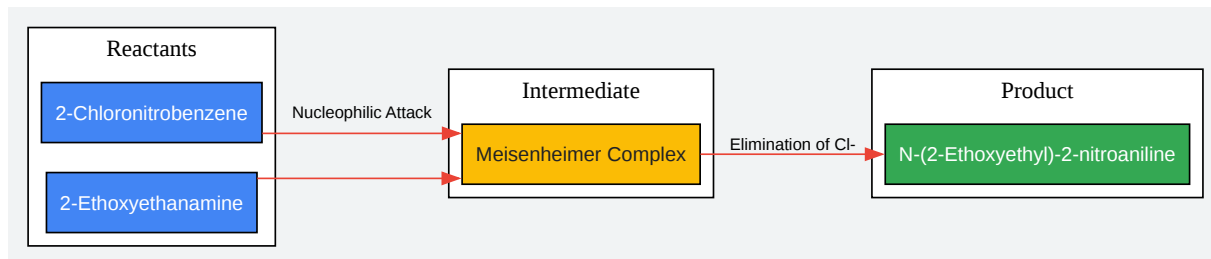 Reactants
2-Chloronitrobenzene
2-Ethoxyethanamine
Nucleophilic Attack
Intermediate
Meisenheimer Complex
Elimination of Cl-
Product
N-(2-Ethoxyethyl)-2-nitroaniline